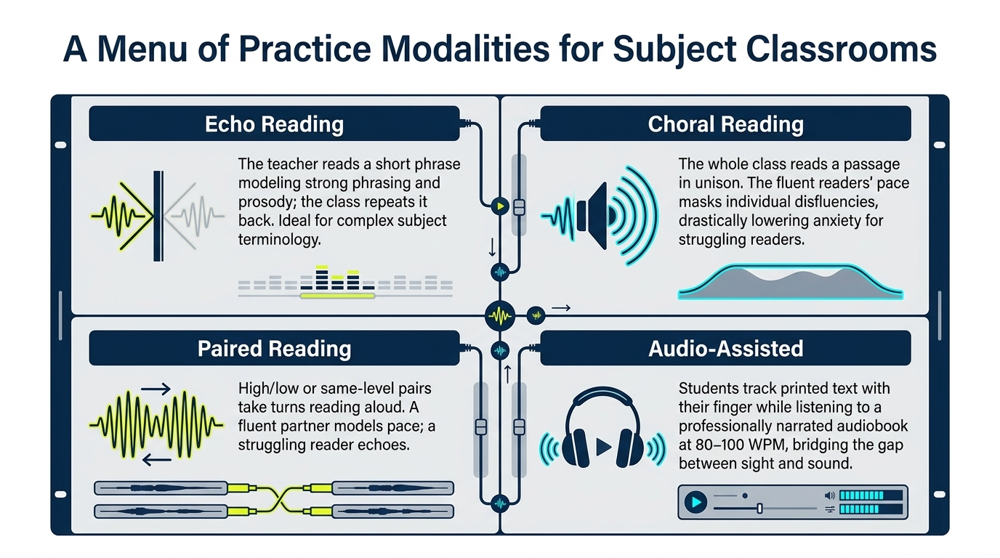 A Menu of Practice Modalities for Subject Classrooms
Echo Reading
The teacher reads a short phrase
modeling strong phrasing and
prosody; the class repeats it
back. Ideal for complex subject
terminology.
Choral Reading
The whole class reads a passage
in unison. The fluent readers' pace
masks individual disfluencies,
drastically lowering anxiety for
struggling readers.
Paired Reading
High/low or same-level pairs
take turns reading aloud. A
fluent partner models pace; a
struggling reader echoes.
Audio-Assisted
Students track printed text with
their finger while listening to a
professionally narrated audiobook
at 80–100 WPM, bridging the gap
between sight and sound.